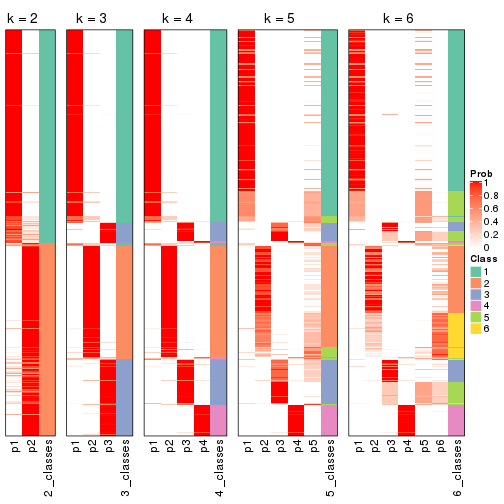 k = 2
k = 3
k = 4
k = 5
k = 6
Prob
1
0.8
0.6
0.4
0.2
0
Class
1
2
3
4
5
6
p1
p2
2_classes
p1
p2
p3
3_classes
p1
p2
p3
p4
4_classes
p1
p2
p3
p4
p5
5_classes
p1
p2
p3
p4
p5
p6
6_classes